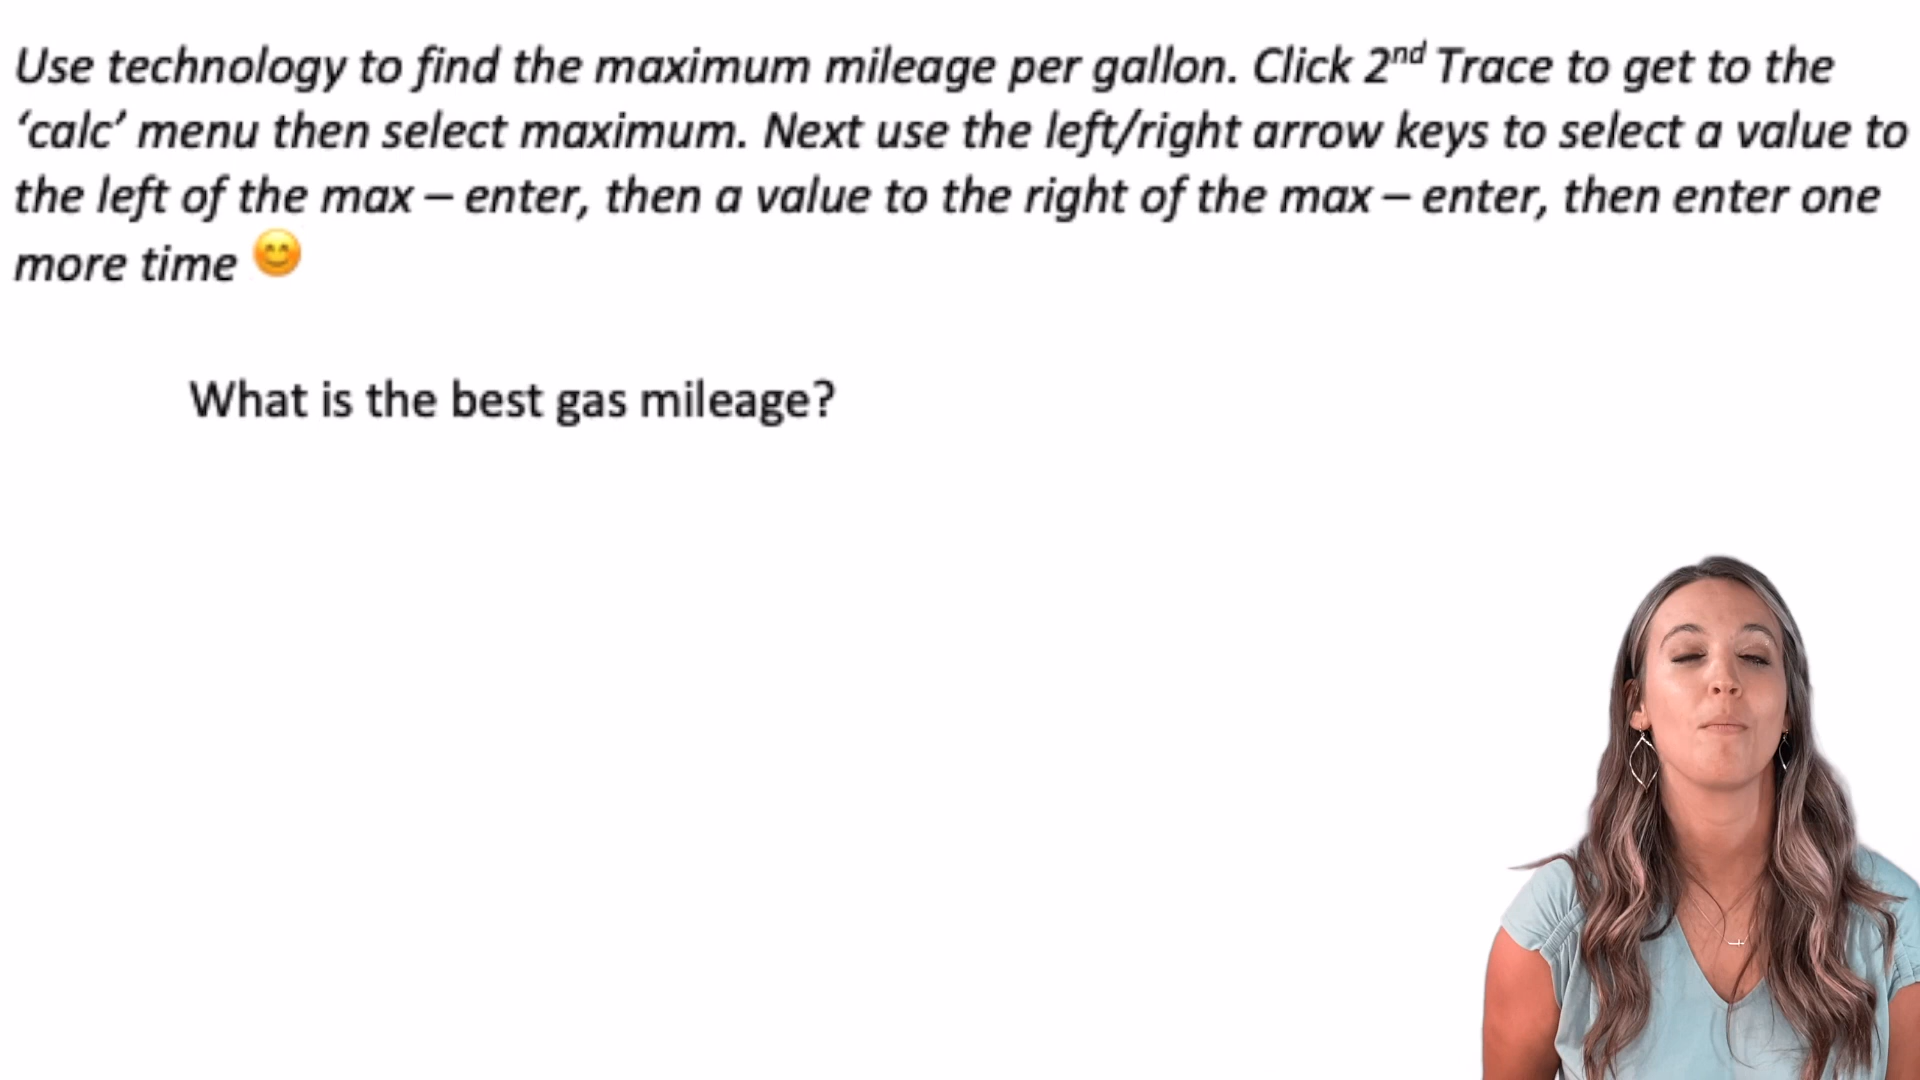 Use technology to find the maximum mileage per gallon. Click 2nd Trace to get to the
‘calc’ menu then select maximum. Next use the left/right arrow keys to select a value to
the left of the max – enter, then a value to the right of the max – enter, then enter one
more time 😊
What is the best gas mileage?